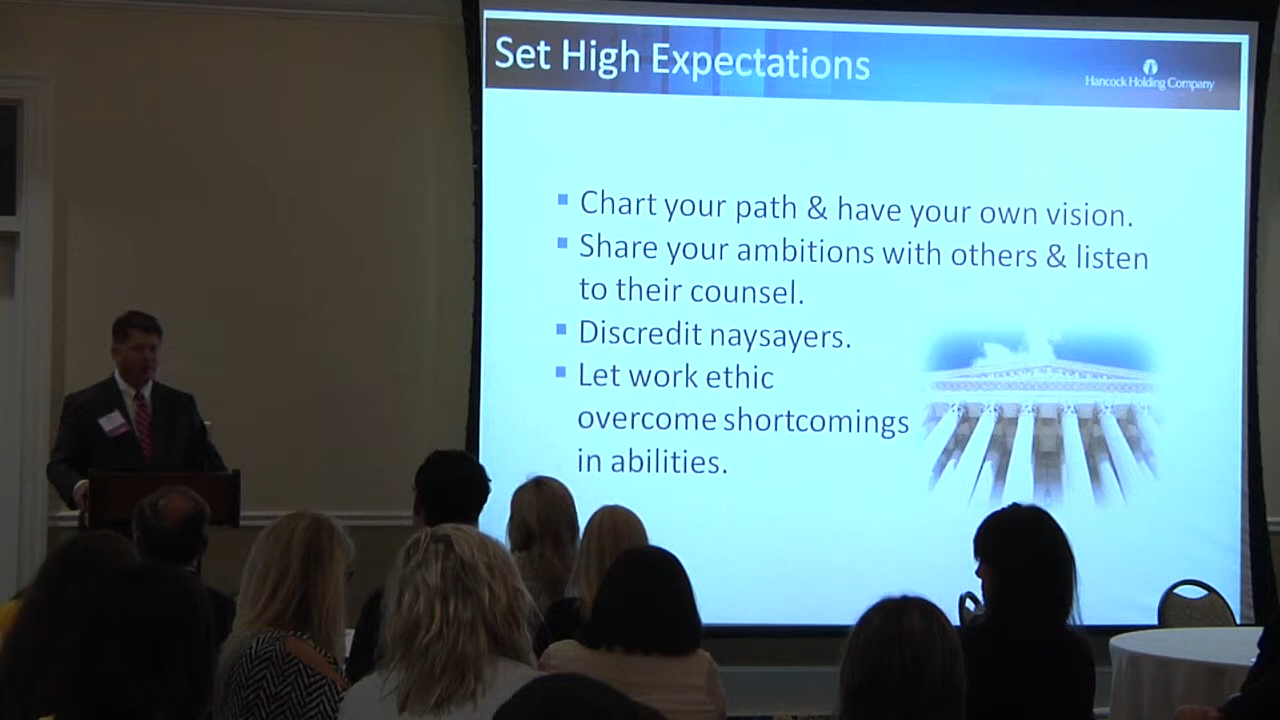 Set High Expectations
Hancock Holding Company
Chart your path & have your own vision.
Share your ambitions with others & listen
to their counsel.
Discredit naysayers.
Let work ethic
overcome shortcomings
in abilities.